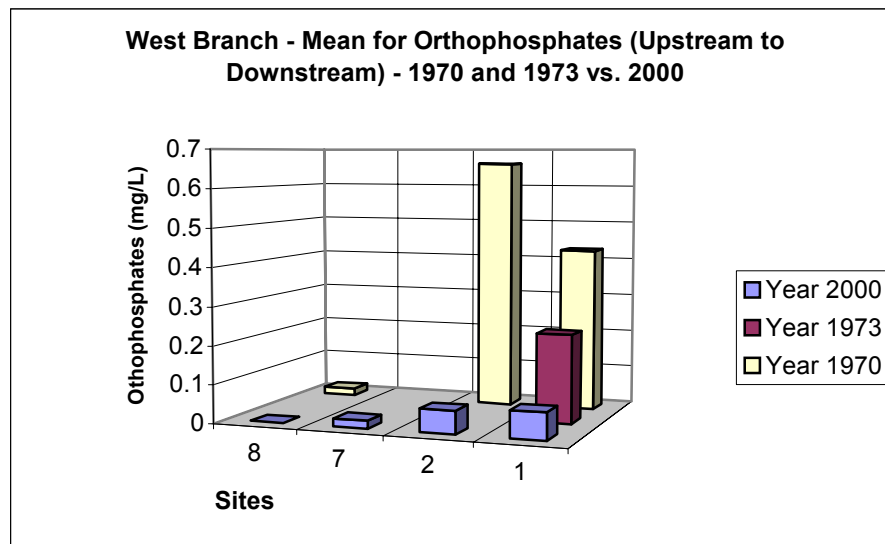 West Branch - Mean for Orthophosphates (Upstream to
Downstream) - 1970 and 1973 vs. 2000
Othophosphates (mg/L)
0.7
0.6
0.5
0.4
0.3
0.2
0.1
0
8
7
2
1
Sites
Year 2000
Year 1973
Year 1970